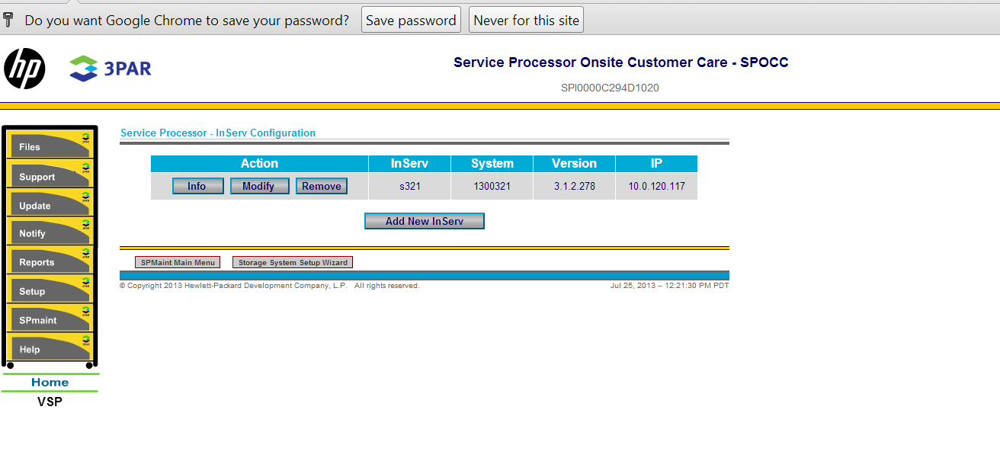 Do you want Google Chrome to save your password? Save password Never for this site
hp 3PAR
Service Processor Onsite Customer Care - SPOCC
SPI0000C294D1020
Files
Support
Update
Notify
Reports
Setup
SPmaint
Help
Home
VSP
Service Processor - InServ Configuration
Action InServ System Version IP
Info Modify Remove s321 1300321 3.1.2.278 10.0.120.117
Add New InServ
SPMaint Main Menu Storage System Setup Wizard
© Copyright 2013 Hewlett-Packard Development Company, L.P. All rights reserved. Jul 25, 2013 -- 12:21:30 PM PDT